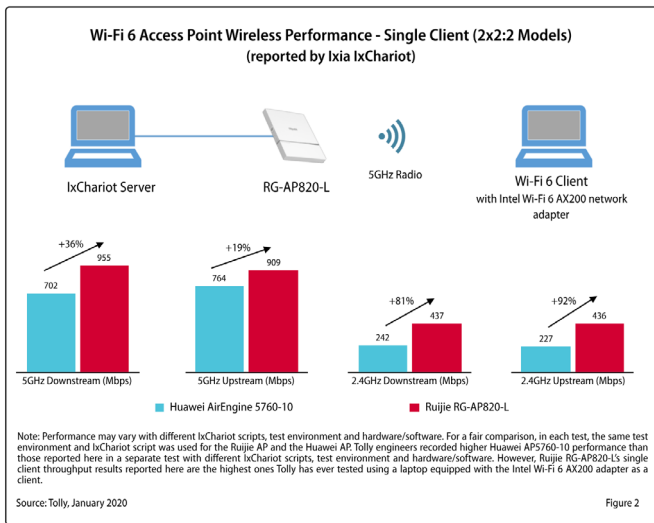 Wi-Fi 6 Access Point Wireless Performance - Single Client (2x2:2 Models)
(reported by Ixia IxChariot)
IxChariot Server
RG-AP820-L
5GHz Radio
Wi-Fi 6 Client
with Intel Wi-Fi 6 AX200 network
adapter
+36%
702
955
5GHz Downstream (Mbps)
+19%
764
909
5GHz Upstream (Mbps)
+81%
242
437
2.4GHz Downstream (Mbps)
+92%
227
436
2.4GHz Upstream (Mbps)
Huawei AirEngine 5760-10
Ruijie RG-AP820-L
Note: Performance may vary with different IxChariot scripts, test environment and hardware/software. For a fair comparison, in each test, the same test
environment and IxChariot script was used for the Ruijie AP and the Huawei AP. Tolly engineers recorded higher Huawei AP5760-10 performance than
those reported here in a separate test with different IxChariot scripts, test environment and hardware/software. However, Ruijie RG-AP820-L's single
client throughput results reported here are the highest ones Tolly has ever tested using a laptop equipped with the Intel Wi-Fi 6 AX200 adapter as a
client.
Source: Tolly, January 2020
Figure 2